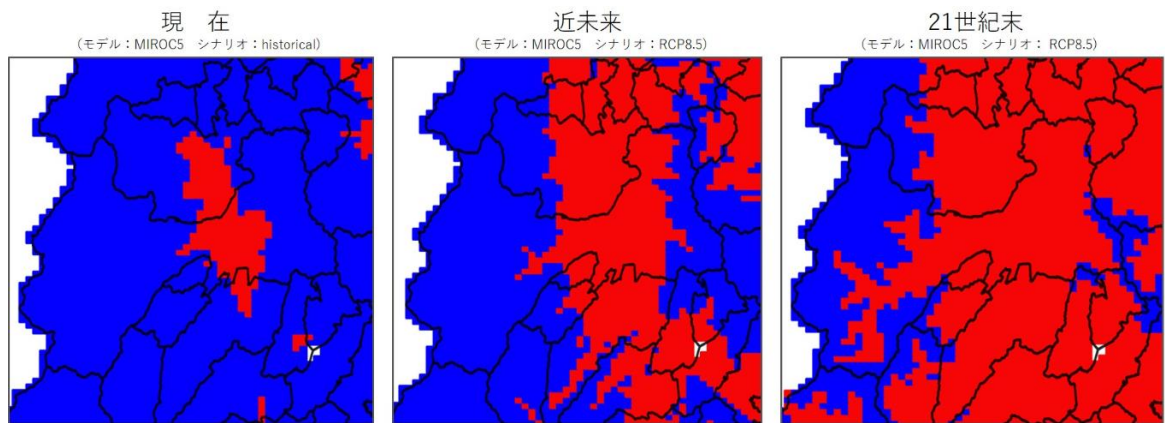 現　在
（モデル：MIROC5　シナリオ：historical）
近未来
（モデル：MIROC5　シナリオ：RCP8.5）
21世紀末
（モデル：MIROC5　シナリオ： RCP8.5）